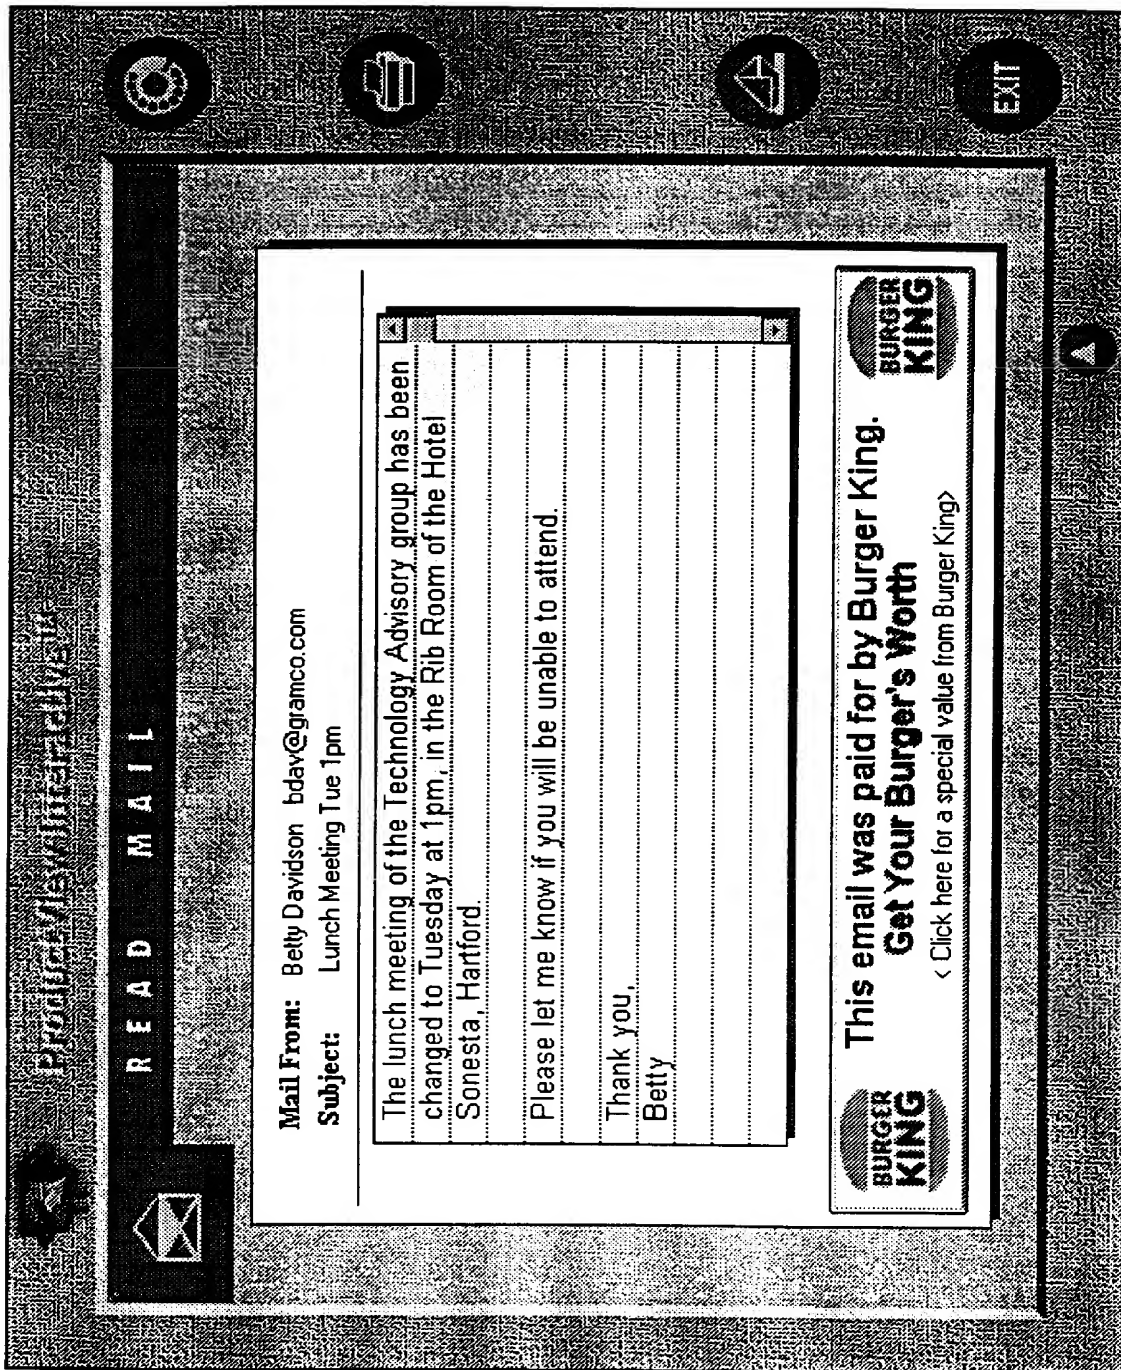 ProductViewInteractive
READ MAIL
EXIT
Mail From: Betty Davidson bdav@gramco.com
Subject: Lunch Meeting Tue 1pm
The lunch meeting of the Technology Advisory group has been
changed to Tuesday at 1pm, in the Rib Room of the Hotel
Sonesta, Hartford.
Please let me know if you will be unable to attend.
Thank you,
Betty
BURGER
KING
This email was paid for by Burger King.
Get Your Burger's Worth
< Click here for a special value from Burger King>
BURGER
KING